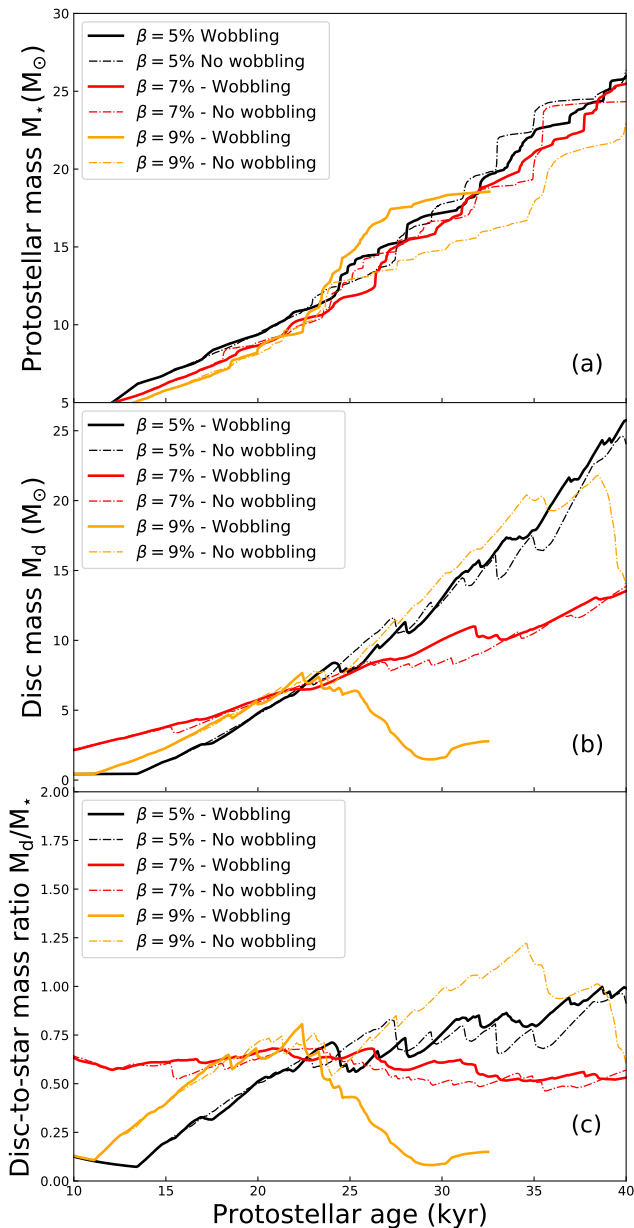 30
25
20
15
10
5
Protostellar mass M⋆(M⊙)
β = 5% Wobbling
β = 5% No wobbling
β = 7% - Wobbling
β = 7% - No wobbling
β = 9% - Wobbling
β = 9% - No wobbling
(a)
25
20
15
10
5
0
Disc mass Md (M⊙)
β = 5% - Wobbling
β = 5% - No wobbling
β = 7% - Wobbling
β = 7% - No wobbling
β = 9% - Wobbling
β = 9% - No wobbling
(b)
2.00
1.75
1.50
1.25
1.00
0.75
0.50
0.25
0.00
Disc-to-star mass ratio Md/M⋆
β = 5% - Wobbling
β = 5% - No wobbling
β = 7% - Wobbling
β = 7% - No wobbling
β = 9% - Wobbling
β = 9% - No wobbling
(c)
10 15 20 25 30 35 40
Protostellar age (kyr)